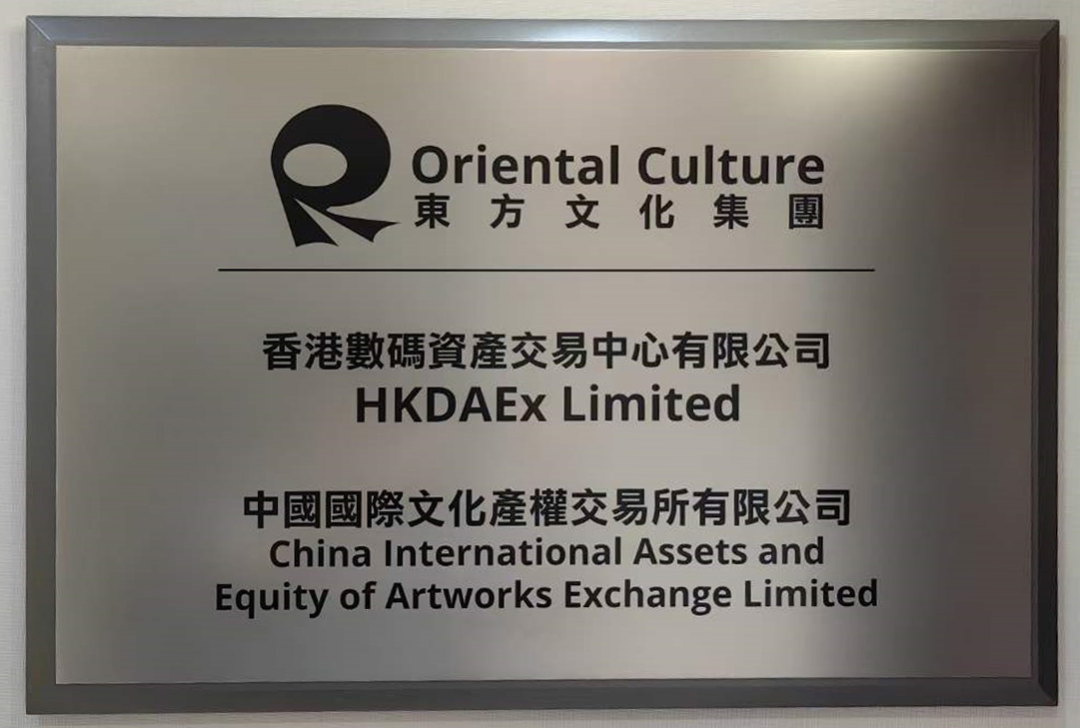 Oriental Culture
東方文化集團
香港數碼資產交易中心有限公司
HKDAEx Limited
中國國際文化產權交易所有限公司
China International Assets and
Equity of Artworks Exchange Limited